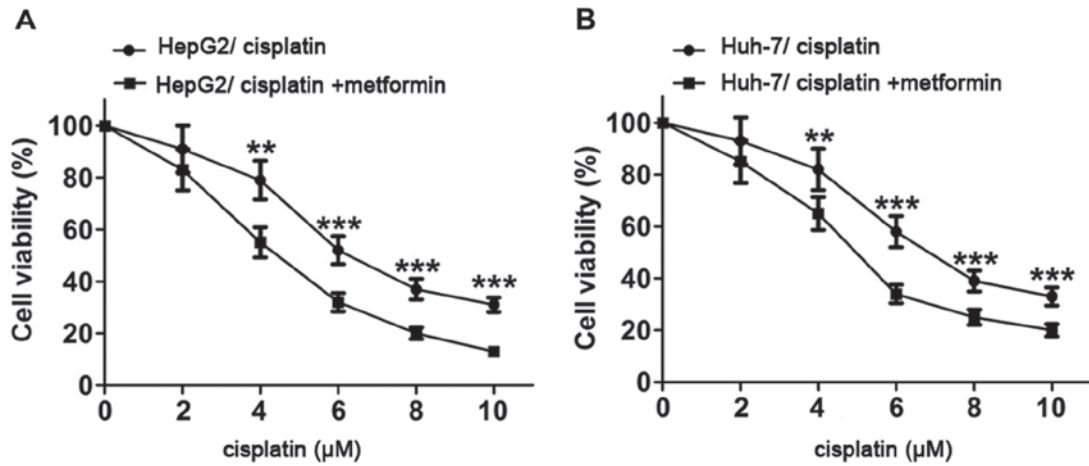 A
HepG2/ cisplatin
HepG2/ cisplatin +metformin
Cell viability (%)
100
80
60
40
20
0
**
***
***
***
0 2 4 6 8 10
cisplatin (µM)
B
Huh-7/ cisplatin
Huh-7/ cisplatin +metformin
Cell viability (%)
100
80
60
40
20
0
**
***
***
***
0 2 4 6 8 10
cisplatin (µM)